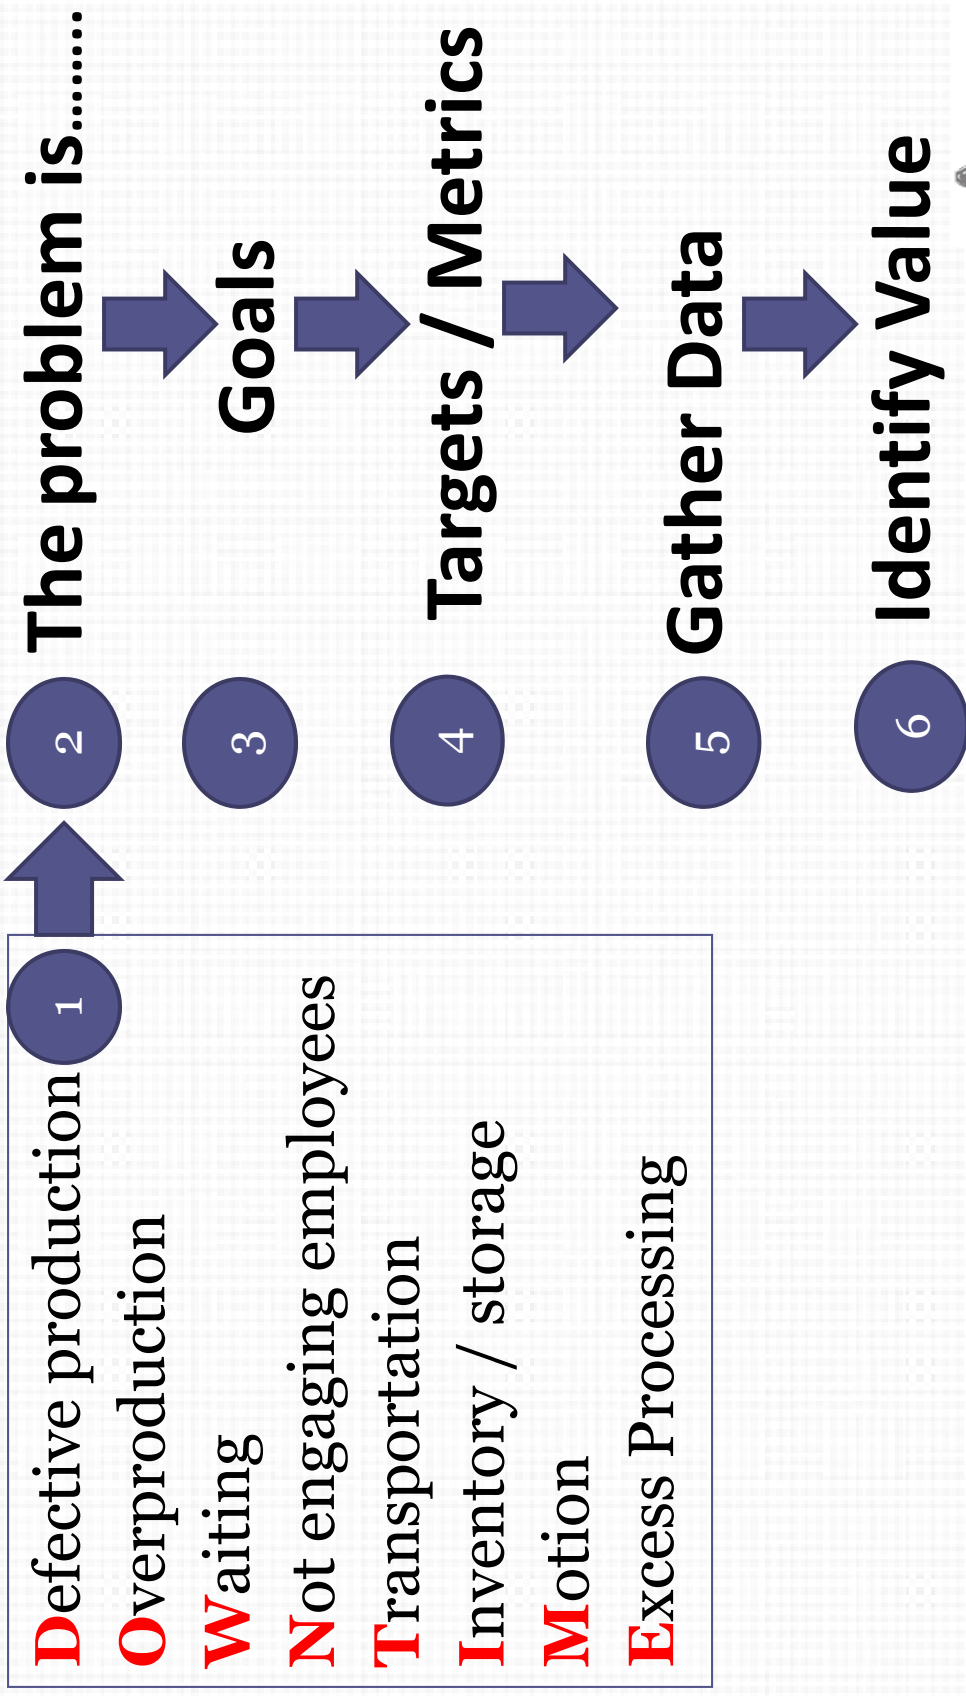 Defective production
Overproduction
Waiting
Not engaging employees
Transportation
Inventory / storage
Motion
Excess Processing
1
2
The problem is.........
3
Goals
4
Targets / Metrics
5
Gather Data
6
Identify Value